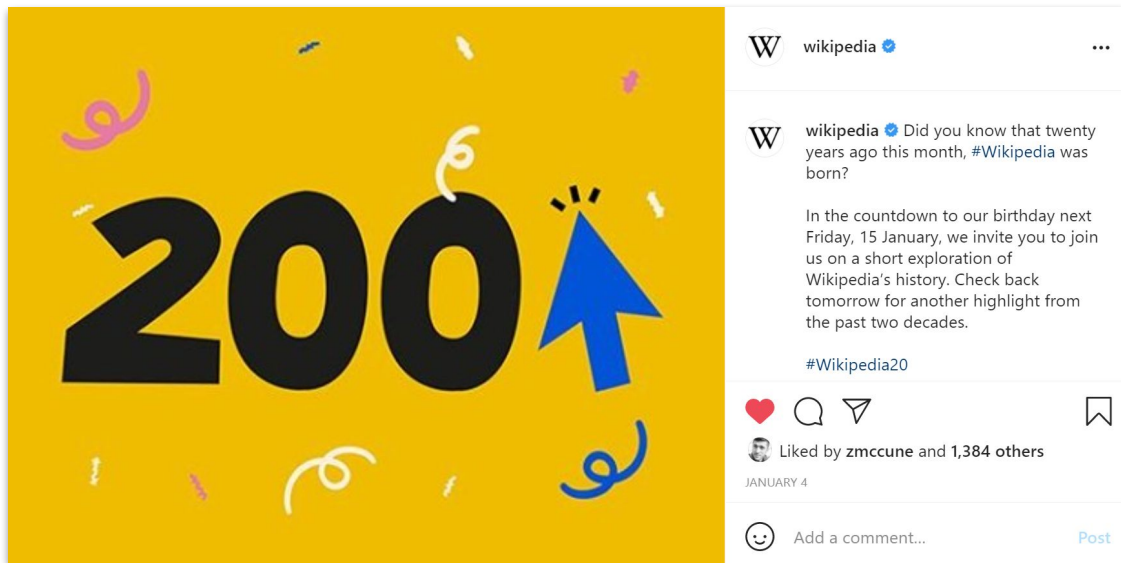 200
wikipedia
wikipedia Did you know that twenty
years ago this month, #Wikipedia was
born?
In the countdown to our birthday next
Friday, 15 January, we invite you to join
us on a short exploration of
Wikipedia's history. Check back
tomorrow for another highlight from
the past two decades.
#Wikipedia20
Liked by zmccune and 1,384 others
JANUARY 4
Add a comment... Post